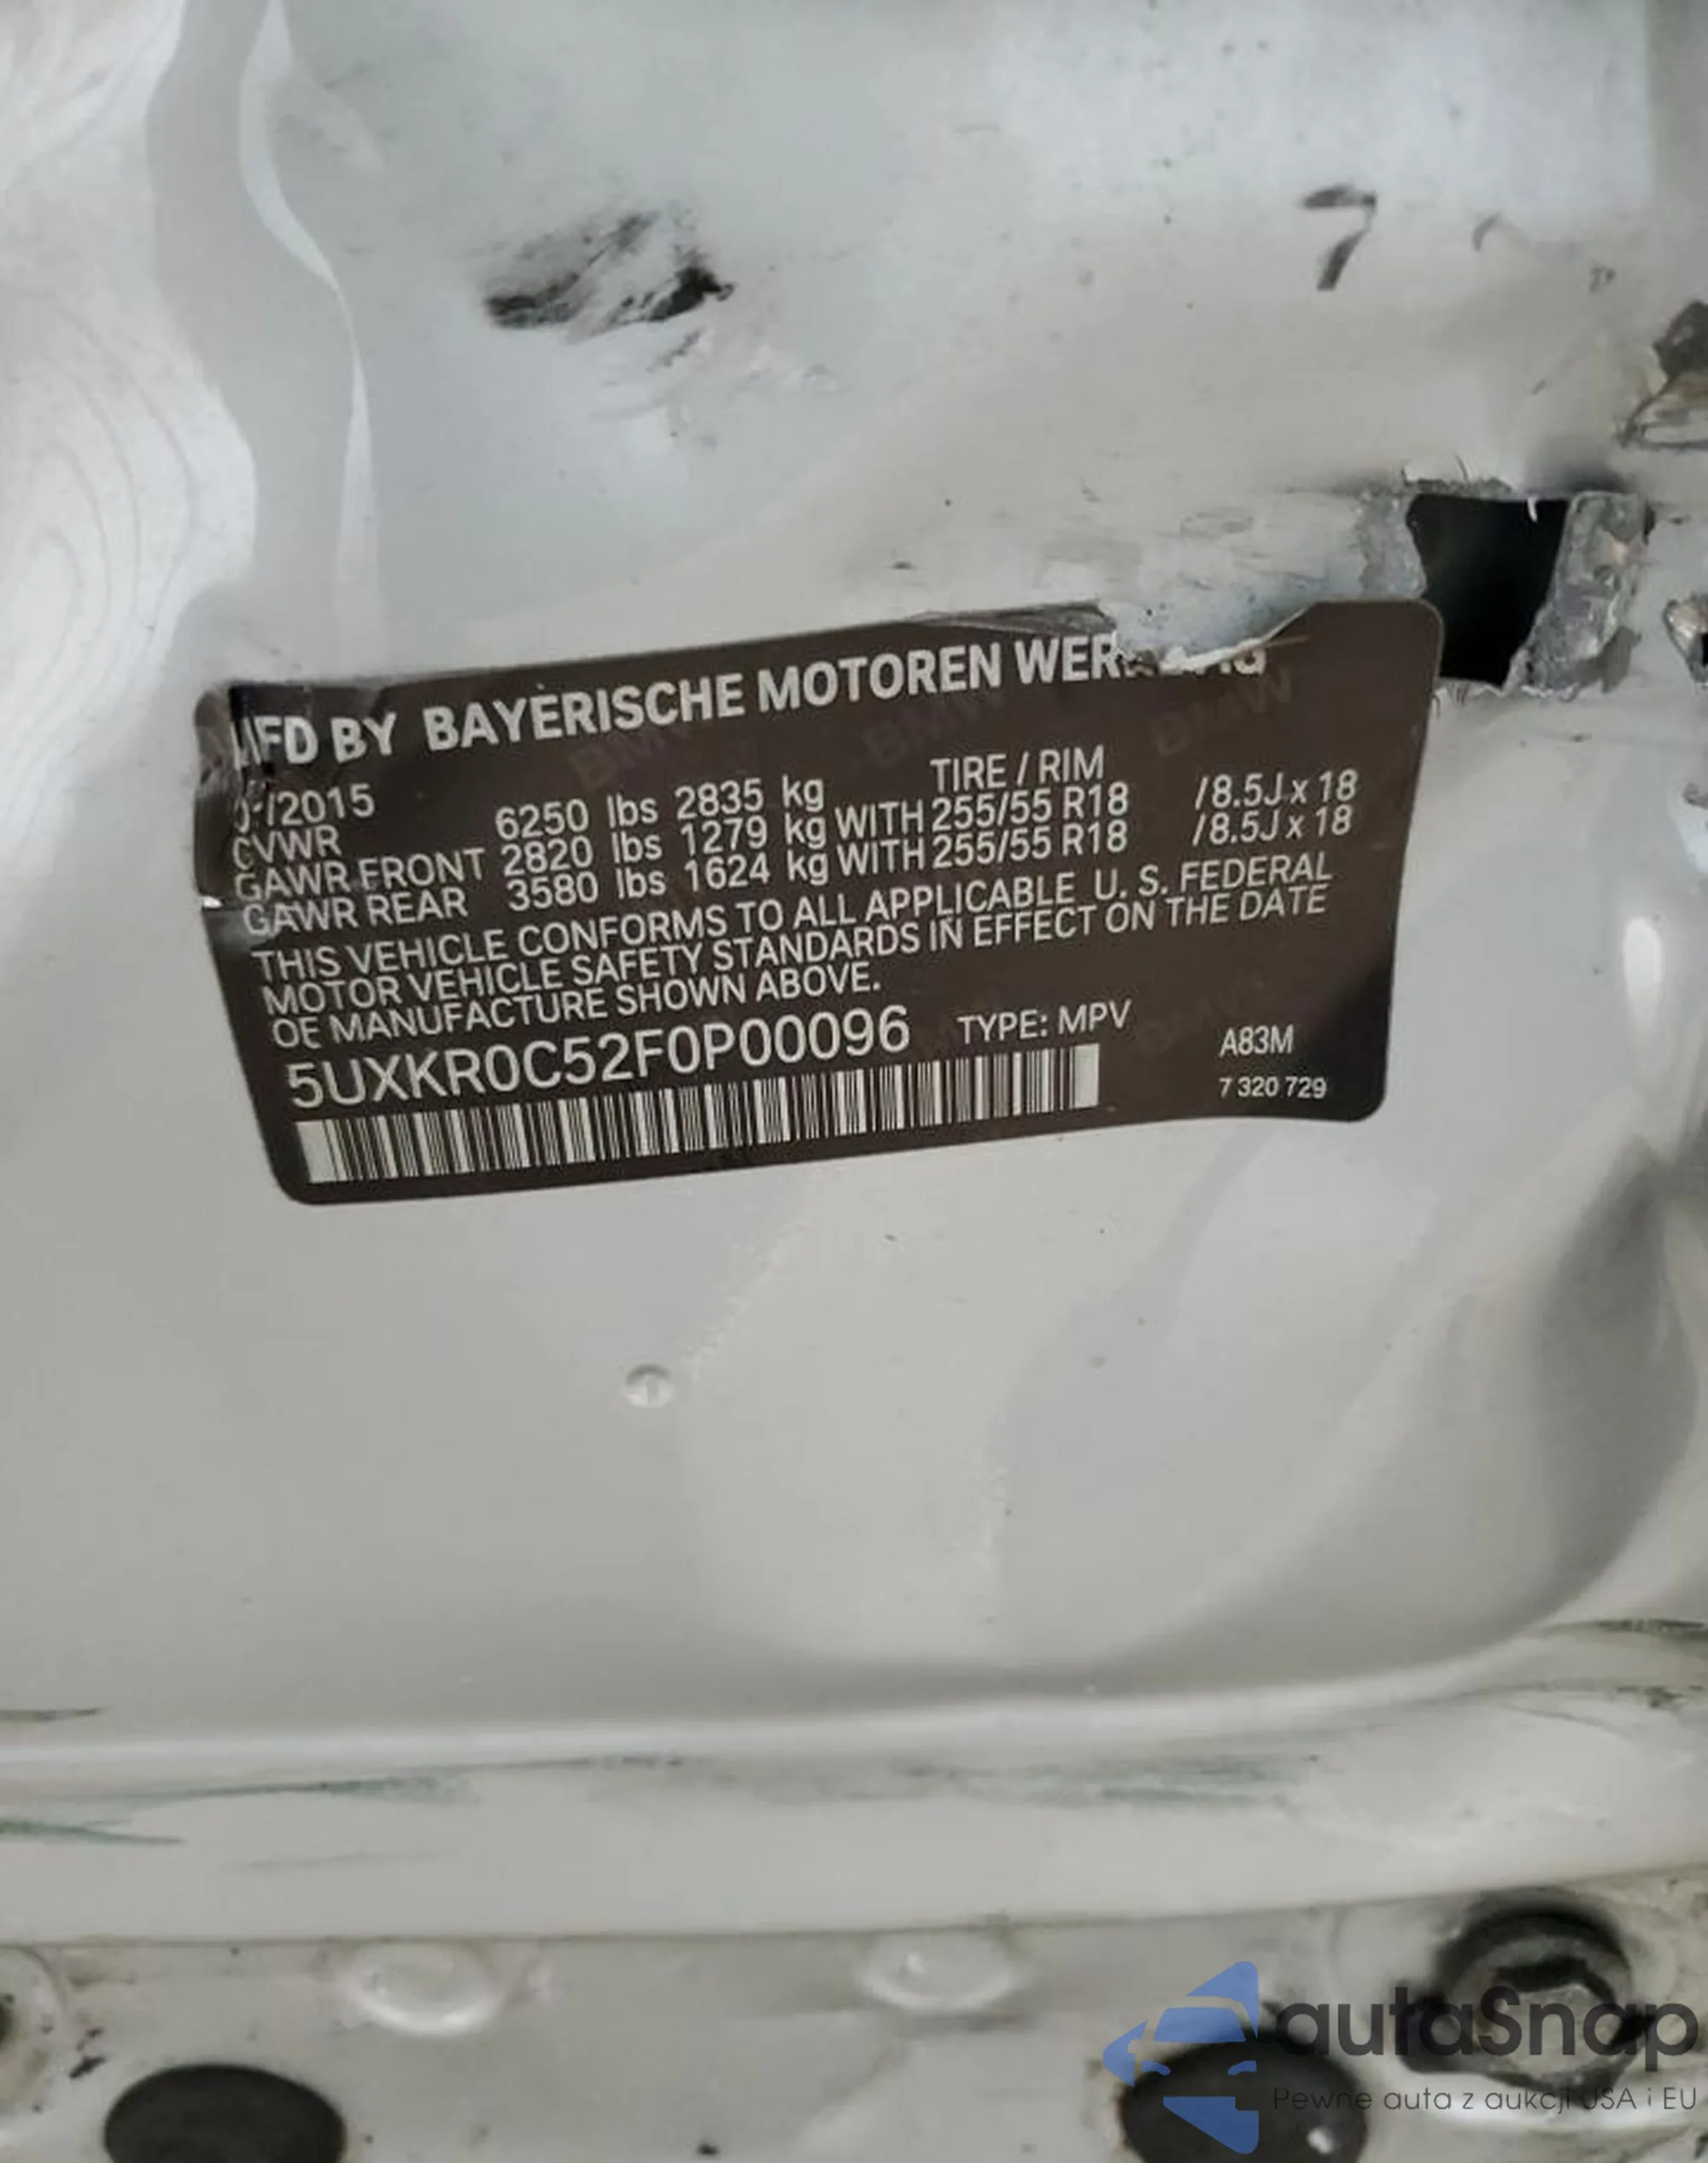 7
MFD BY BAYERISCHE MOTOREN
/2015 TIRE / RIM
GVWR 6250 lbs 2835 kg
GAWR FRONT 2820 lbs 1279 kg WITH 255/55 R18 /8.5J x 18
GAWR REAR 3580 lbs 1624 kg WITH 255/55 R18 /8.5J x 18
THIS VEHICLE CONFORMS TO ALL APPLICABLE U. S. FEDERAL
MOTOR VEHICLE SAFETY STANDARDS IN EFFECT ON THE DATE
OF MANUFACTURE SHOWN ABOVE.
5UXKR0C52F0P00096 TYPE: MPV A83M
7 320 729
autaSnap
Pewne auta z aukcji USA i EU